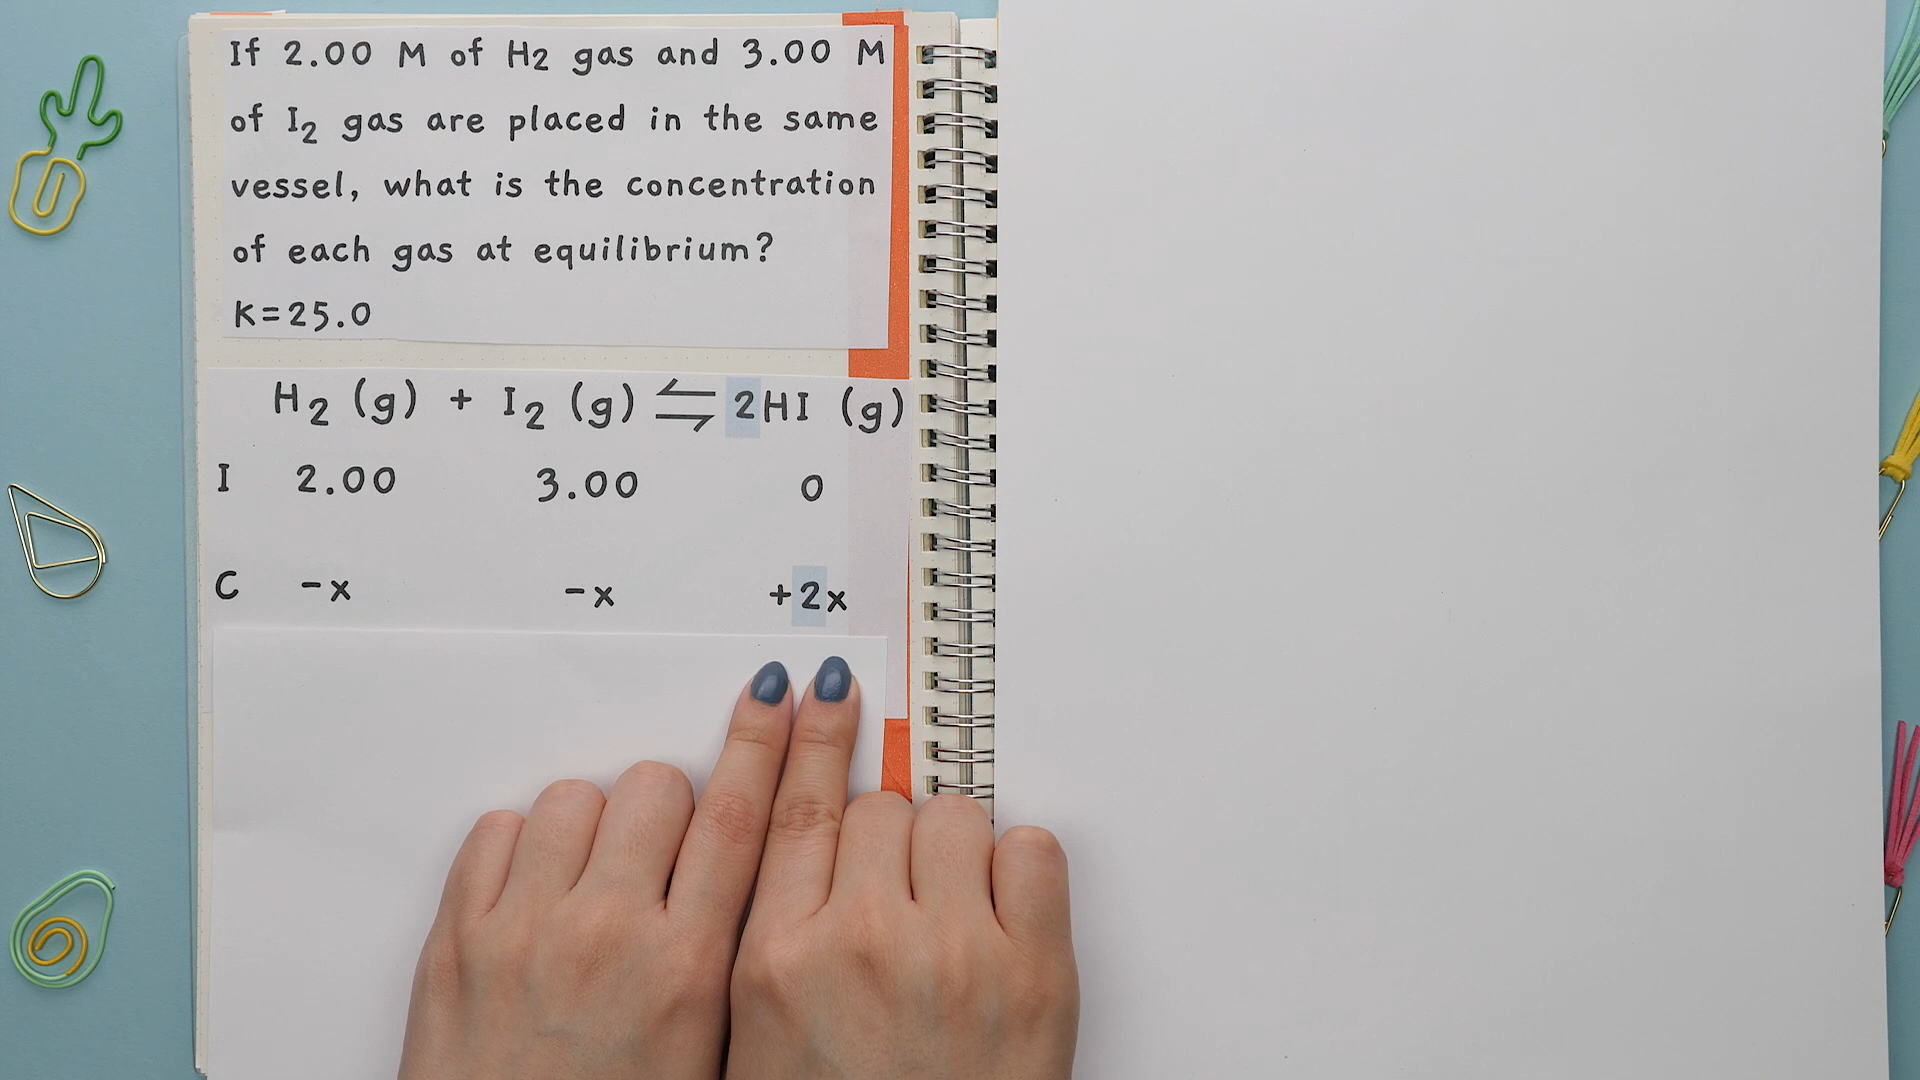 If 2.00 M of H2 gas and 3.00 M
of I2 gas are placed in the same
vessel, what is the concentration
of each gas at equilibrium?
K=25.0
H2 (g) + I2 (g) ⇌ 2HI (g)
I 2.00 3.00 0
C -x -x +2x